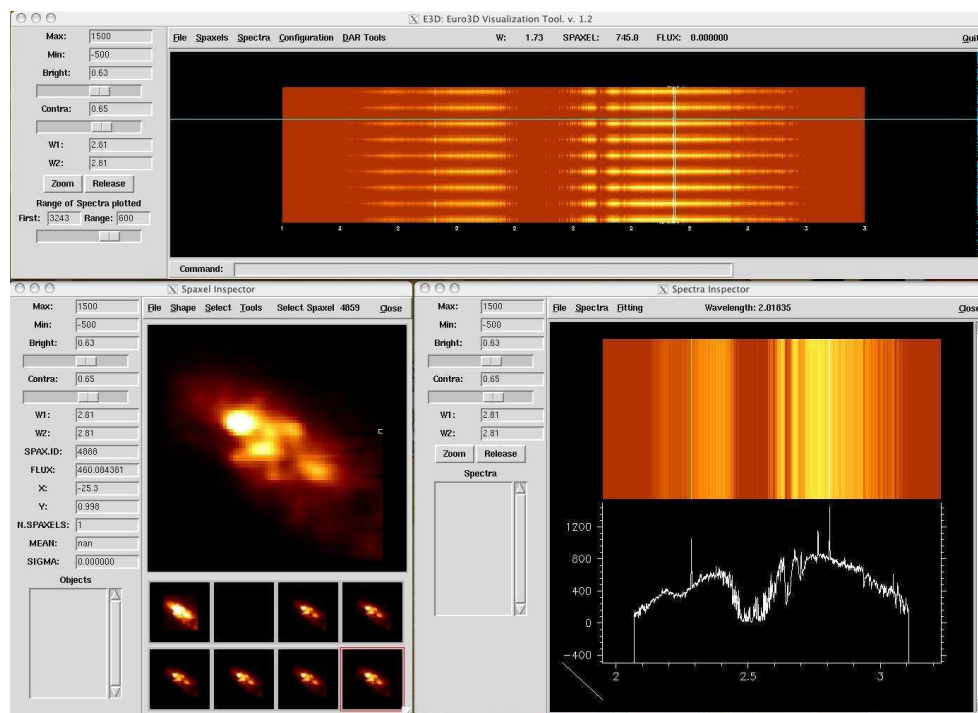 E3D: Euro3D Visualization Tool. v. 1.2
Max: 1500
Min: -500
Bright: 0.63
Contra: 0.65
W1: 2.81
W2: 2.81
Zoom Release
Range of Spectra plotted
First: 3243 Range: 600
File Spaxels Spectra Configuration DAR Tools W: 1.73 SPAXEL: 745.0 FLUX: 0.000000 Quit
Command:
Spaxel Inspector
Max: 1500
Min: -500
Bright: 0.63
Contra: 0.65
W1: 2.81
W2: 2.81
SPAX.ID: 4888
FLUX: 460.084381
X: -25.3
Y: 0.998
N.SPAXELS: 1
MEAN: nan
SIGMA: 0.000000
Objects
File Shape Select Tools Select Spaxel 4859 Close
Spectra Inspector
Max: 1500
Min: -500
Bright: 0.63
Contra: 0.65
W1: 2.81
W2: 2.81
Zoom Release
Spectra
File Spectra Fitting Wavelength: 2.01835 Close
1200
800
400
0
-400
2 2.5 3